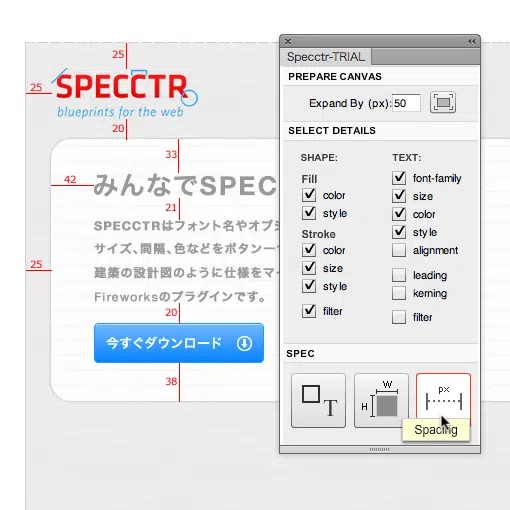 25
25
SPECCTR
blueprints for the web
20
33
42
みんなでSPEC
21
SPECCTRはフォント名やオブジ
サイズ、間隔、色などをボタン一
建築の設計図のように仕様をマー
Fireworksのプラグインです。
25
20
今すぐダウンロード
38
Specctr-TRIAL
PREPARE CANVAS
Expand By (px): 50
SELECT DETAILS
SHAPE:
Fill
color
style
Stroke
color
size
style
filter
TEXT:
font-family
size
color
style
alignment
leading
kerning
filter
SPEC
T
W
H
px
Spacing